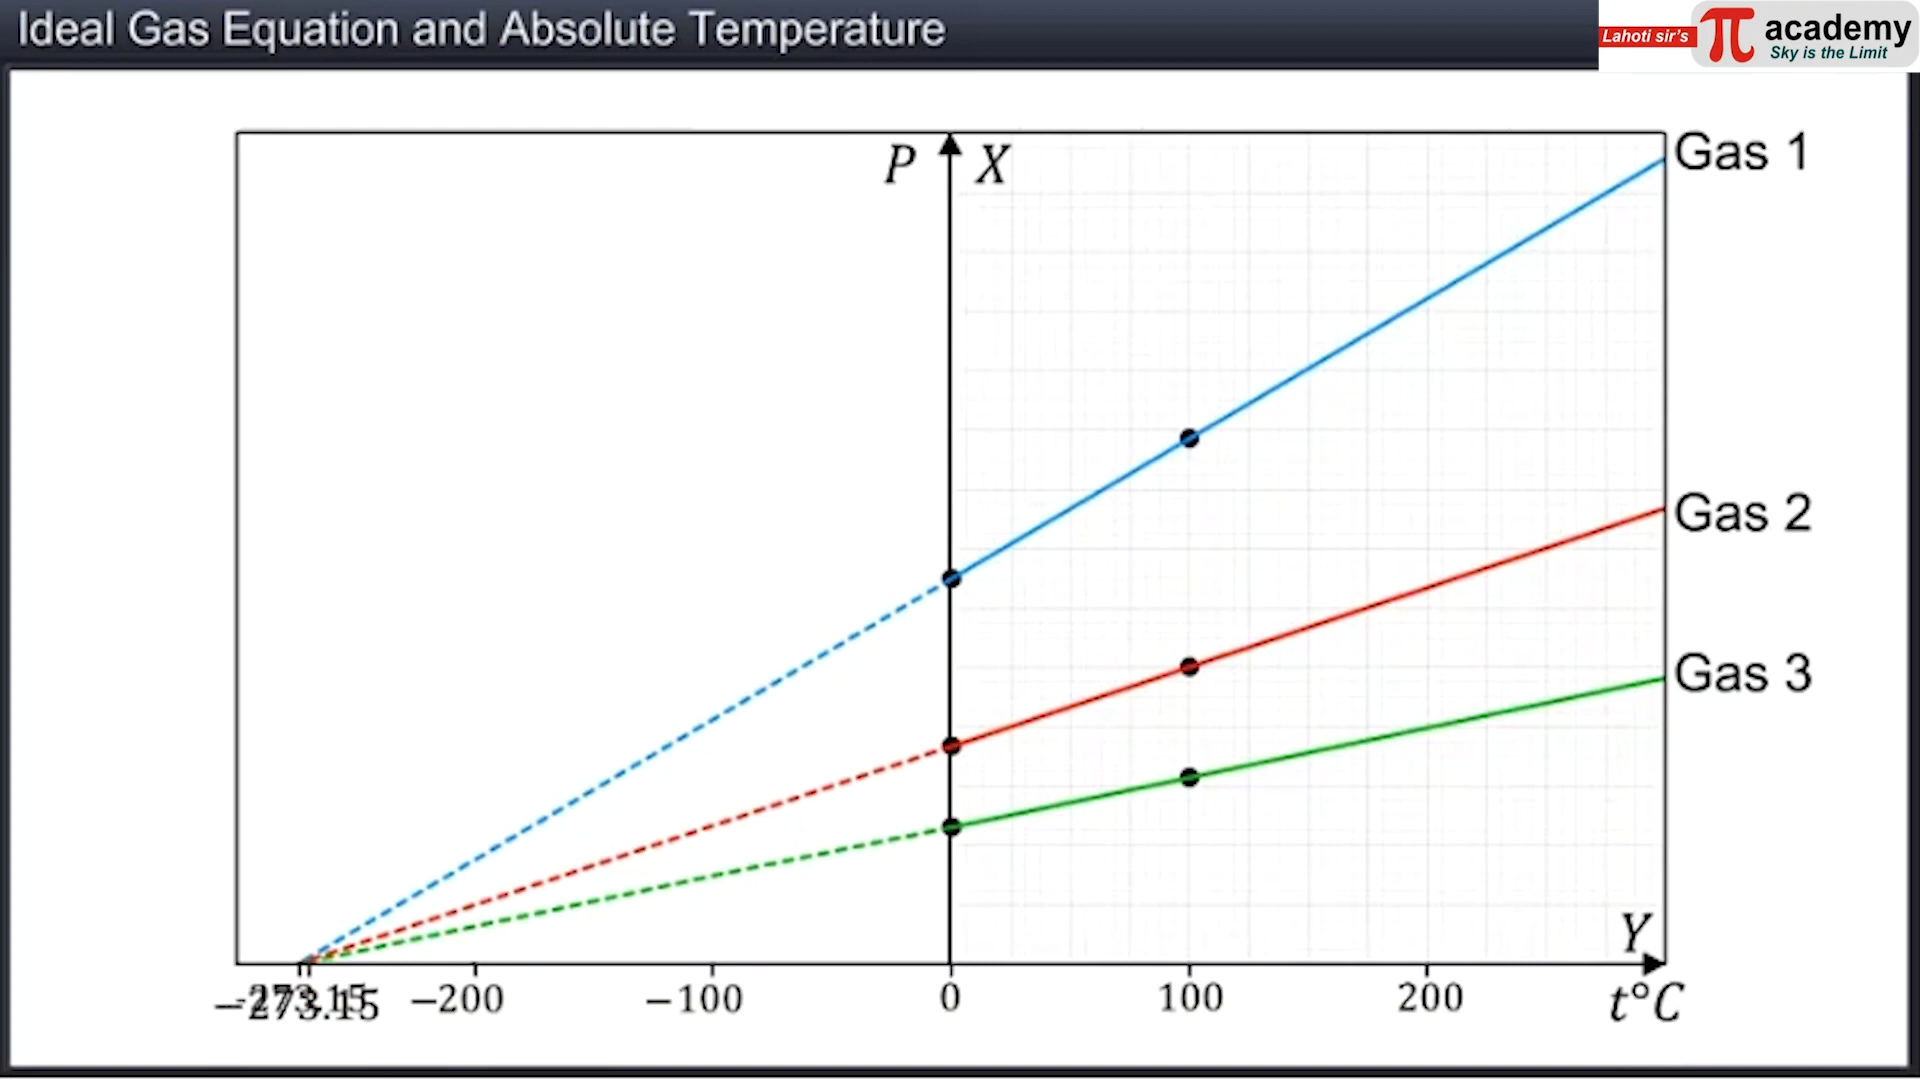 Ideal Gas Equation and Absolute Temperature
Lahoti sir's π academy
Sky is the Limit
P X
Gas 1
Gas 2
Gas 3
Y
−273.15 −200 −100 0 100 200 t°C